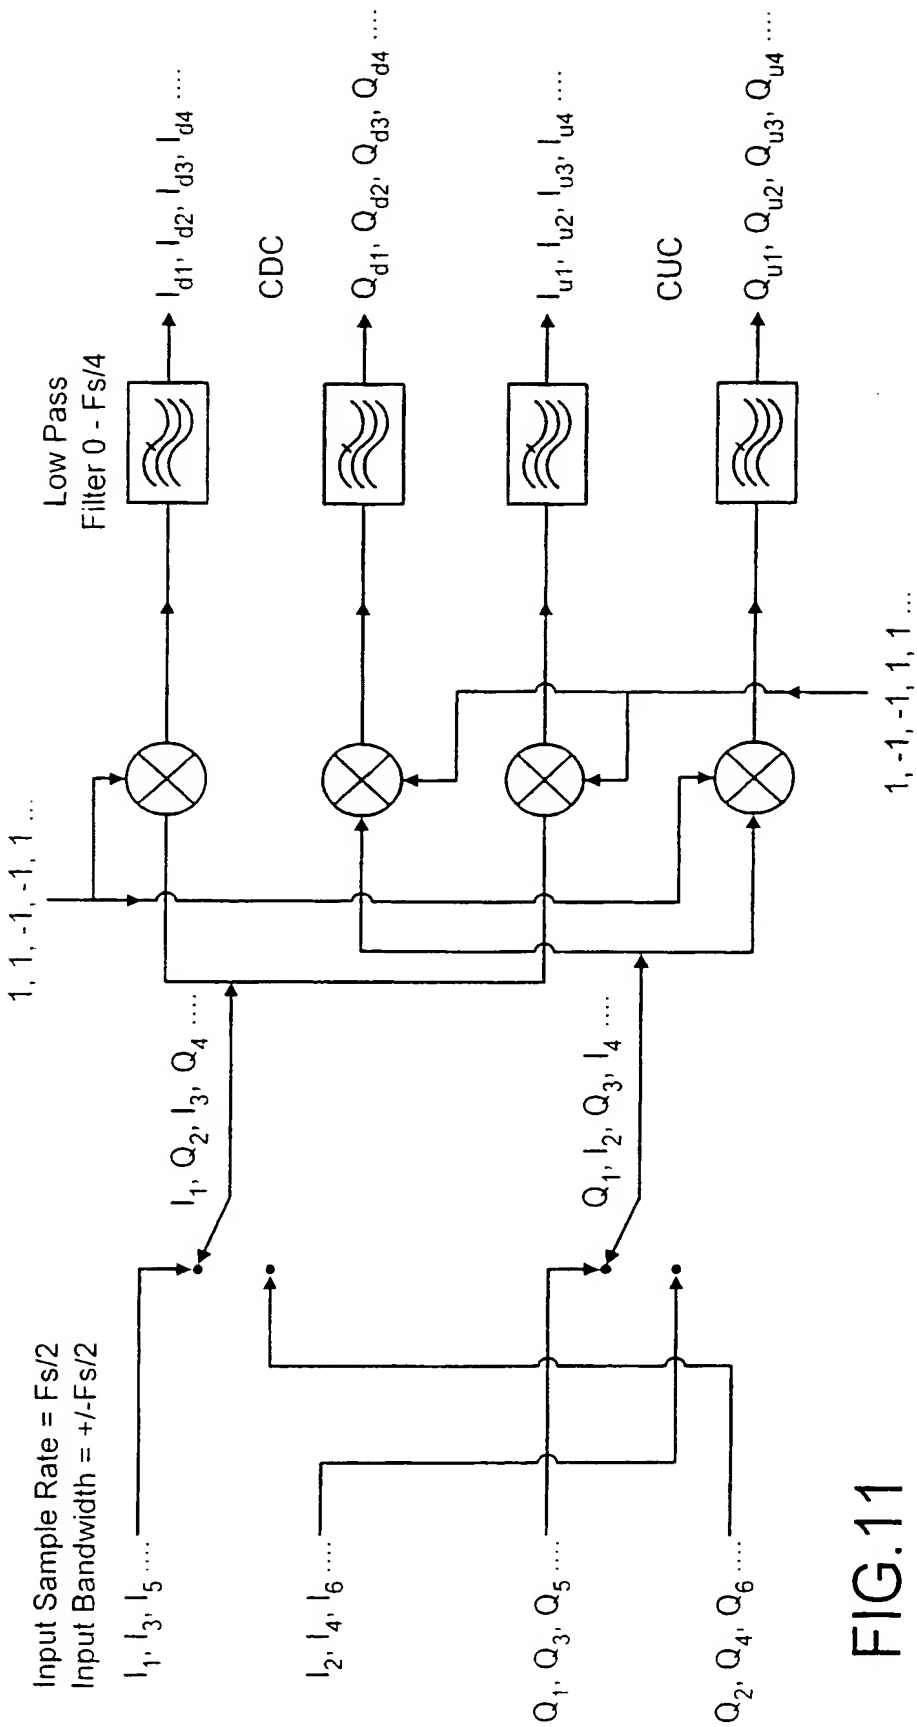 Input Sample Rate = Fs/2
Input Bandwidth = +/-Fs/2
I1, I3, I5.....
I2, I4, I6.....
Q1, Q3, Q5.....
Q2, Q4, Q6.....
I1, Q2, I3, Q4 .....
Q1, I2, Q3, I4 .....
1, 1, -1, -1, 1 ...
1, -1, -1, 1, 1 ...
Low Pass
Filter 0 - Fs/4
Id1, Id2, Id3, Id4 .....
CDC
Qd1, Qd2, Qd3, Qd4 .....
Iu1, Iu2, Iu3, Iu4 .....
CUC
Qu1, Qu2, Qu3, Qu4 .....
FIG.11